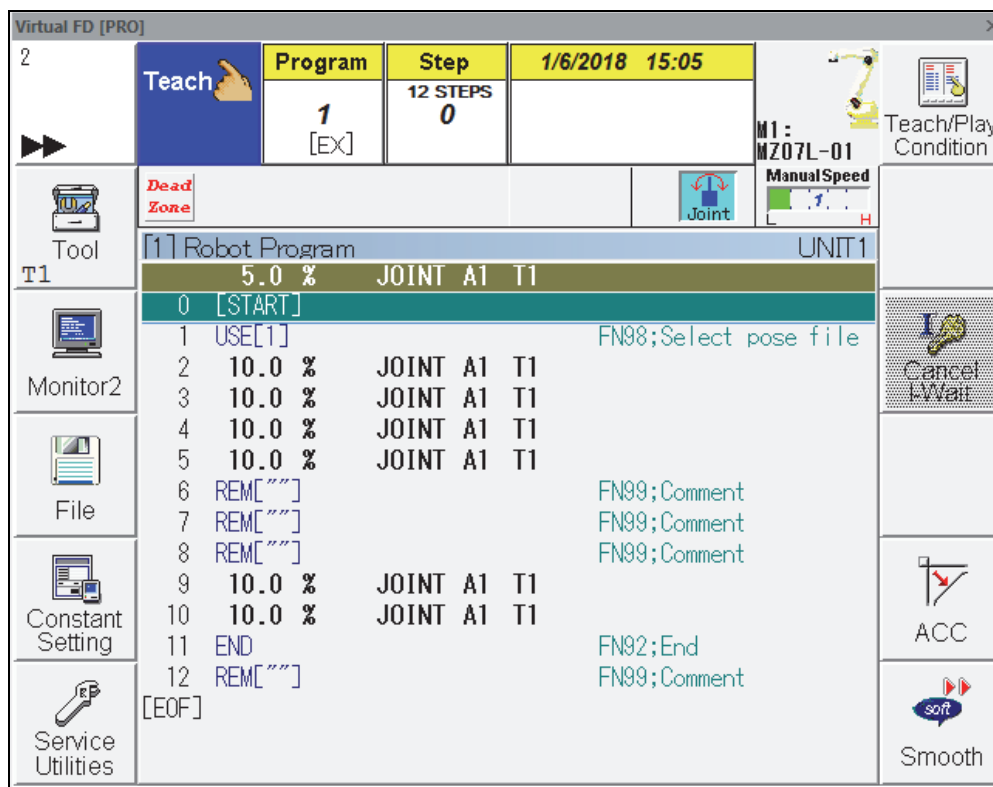 Virtual FD [PRO]
2
Teach
Program
1
[EX]
Step
12 STEPS
0
1/6/2018 15:05
M1:
MZ07L-01
Teach/Play
Condition
Tool
T1
Dead
Zone
Joint
Manual Speed
1
L H
[1] Robot Program UNIT1
5.0 % JOINT A1 T1
0 [START]
1 USE[1] FN98;Select pose file
2 10.0 % JOINT A1 T1
3 10.0 % JOINT A1 T1
4 10.0 % JOINT A1 T1
5 10.0 % JOINT A1 T1
6 REM[""] FN99;Comment
7 REM[""] FN99;Comment
8 REM[""] FN99;Comment
9 10.0 % JOINT A1 T1
10 10.0 % JOINT A1 T1
11 END FN92;End
12 REM[""] FN99;Comment
[EOF]
Monitor2
File
Constant
Setting
Service
Utilities
I
Cancel
I-Wait
ACC
soft
Smooth